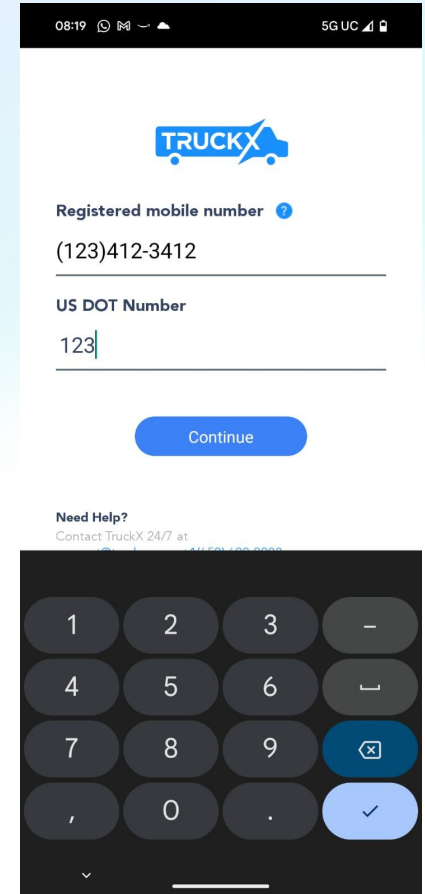 08:19
5G UC
TRUCKX
Registered mobile number ?
(123)412-3412
US DOT Number
123
Continue
Need Help?
Contact TruckX 24/7 at
1 2 3 –
4 5 6
7 8 9
, 0 .